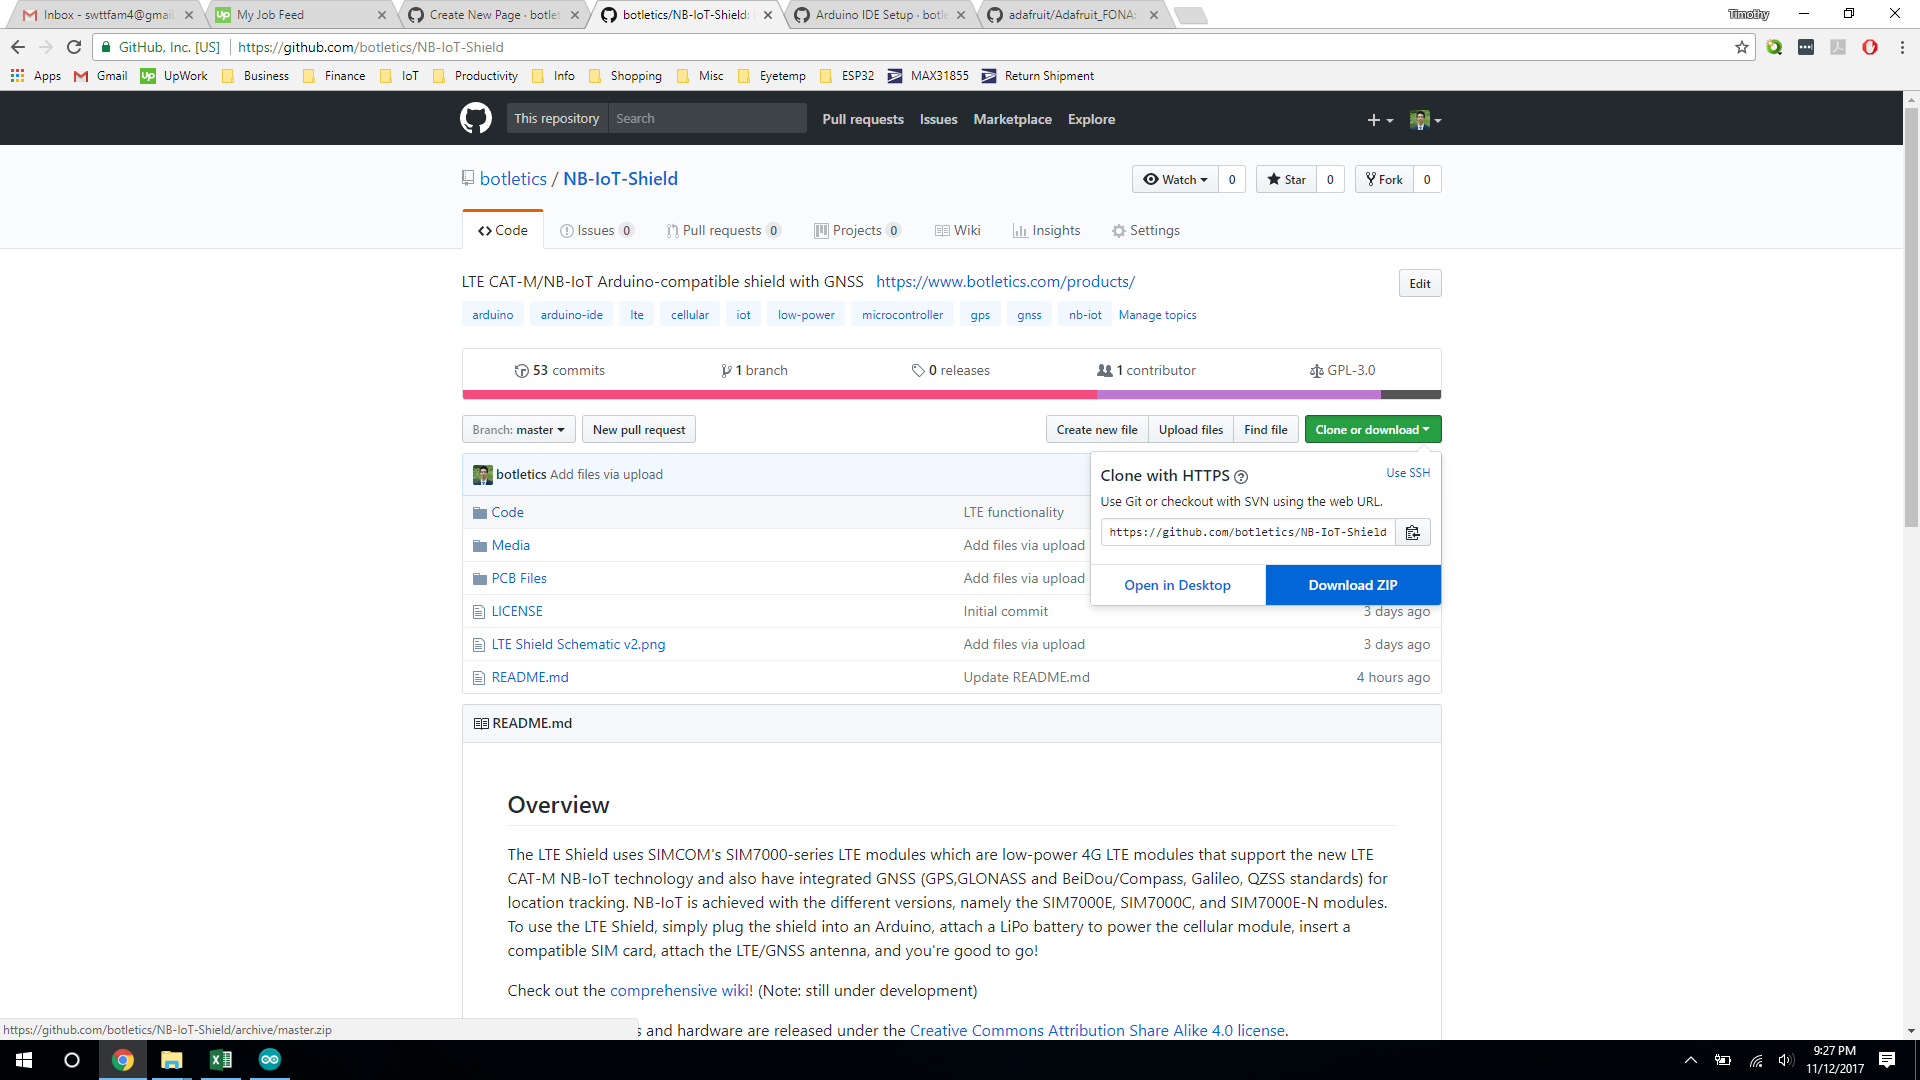 Inbox - swttfam4@gmail
My Job Feed
Create New Page · botlet
botletics/NB-IoT-Shield:
Arduino IDE Setup · botle
adafruit/Adafruit_FONA:
Timothy
GitHub, Inc. [US]
https://github.com/botletics/NB-IoT-Shield
Apps
Gmail
Up UpWork
Business
Finance
IoT
Productivity
Info
Shopping
Misc
Eyetemp
ESP32
MAX31855
Return Shipment
This repository
Search
Pull requests
Issues
Marketplace
Explore
botletics / NB-IoT-Shield
Watch 0
Star 0
Fork 0
Code
Issues 0
Pull requests 0
Projects 0
Wiki
Insights
Settings
LTE CAT-M/NB-IoT Arduino-compatible shield with GNSS https://www.botletics.com/products/
Edit
arduino arduino-ide lte cellular iot low-power microcontroller gps gnss nb-iot Manage topics
53 commits
1 branch
0 releases
1 contributor
GPL-3.0
Branch: master
New pull request
Create new file
Upload files
Find file
Clone or download
botletics Add files via upload
Clone with HTTPS
Use SSH
Use Git or checkout with SVN using the web URL.
https://github.com/botletics/NB-IoT-Shield
Open in Desktop
Download ZIP
Code LTE functionality
Media Add files via upload
PCB Files Add files via upload
LICENSE Initial commit 3 days ago
LTE Shield Schematic v2.png Add files via upload 3 days ago
README.md Update README.md 4 hours ago
README.md
Overview
The LTE Shield uses SIMCOM's SIM7000-series LTE modules which are low-power 4G LTE modules that support the new LTE
CAT-M NB-IoT technology and also have integrated GNSS (GPS,GLONASS and BeiDou/Compass, Galileo, QZSS standards) for
location tracking. NB-IoT is achieved with the different versions, namely the SIM7000E, SIM7000C, and SIM7000E-N modules.
To use the LTE Shield, simply plug the shield into an Arduino, attach a LiPo battery to power the cellular module, insert a
compatible SIM card, attach the LTE/GNSS antenna, and you're good to go!
Check out the comprehensive wiki! (Note: still under development)
s and hardware are released under the Creative Commons Attribution Share Alike 4.0 license.
https://github.com/botletics/NB-IoT-Shield/archive/master.zip
9:27 PM
11/12/2017